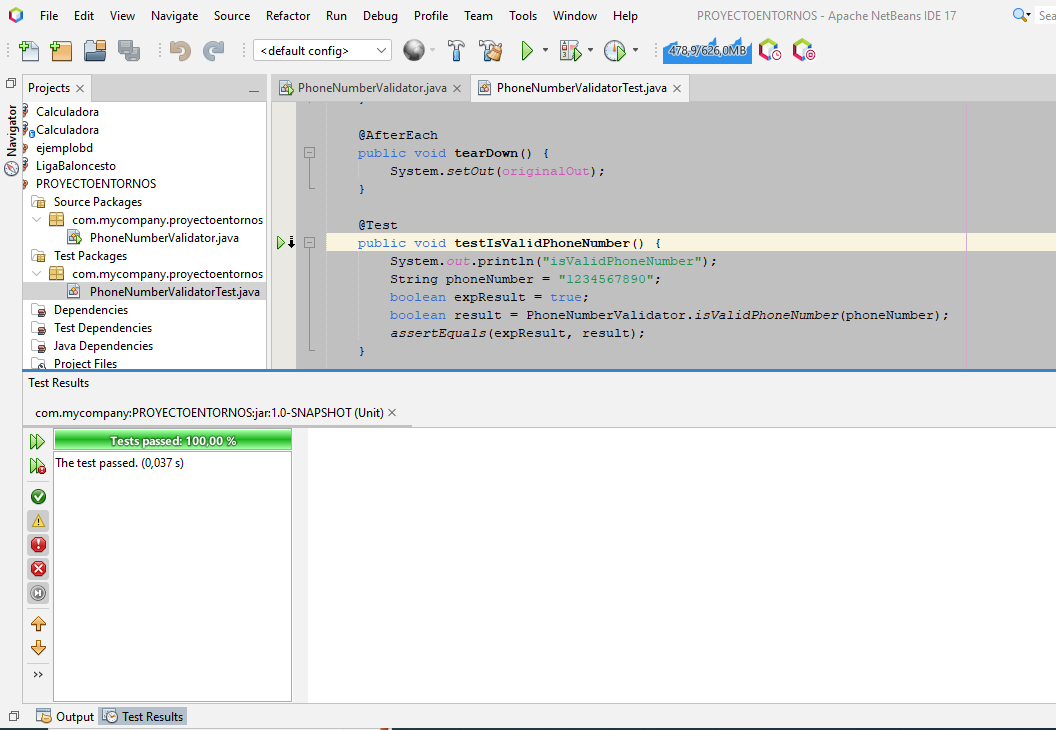 File Edit View Navigate Source Refactor Run Debug Profile Team Tools Window Help PROYECTOENTORNOS - Apache NetBeans IDE 17
<default config> 478,9/626,0MB
Projects
PhoneNumberValidator.java PhoneNumberValidatorTest.java
Navigator
Calculadora
Calculadora
ejemplobd
LigaBaloncesto
PROYECTOENTORNOS
Source Packages
com.mycompany.proyectoentornos
PhoneNumberValidator.java
Test Packages
com.mycompany.proyectoentornos
PhoneNumberValidatorTest.java
Dependencies
Test Dependencies
Java Dependencies
Project Files
@AfterEach
public void tearDown() {
System.setOut(originalOut);
}
@Test
public void testIsValidPhoneNumber() {
System.out.println("isValidPhoneNumber");
String phoneNumber = "1234567890";
boolean expResult = true;
boolean result = PhoneNumberValidator.isValidPhoneNumber(phoneNumber);
assertEquals(expResult, result);
}
Test Results
com.mycompany:PROYECTOENTORNOS:jar:1.0-SNAPSHOT (Unit)
Tests passed: 100,00 %
The test passed. (0,037 s)
Output Test Results